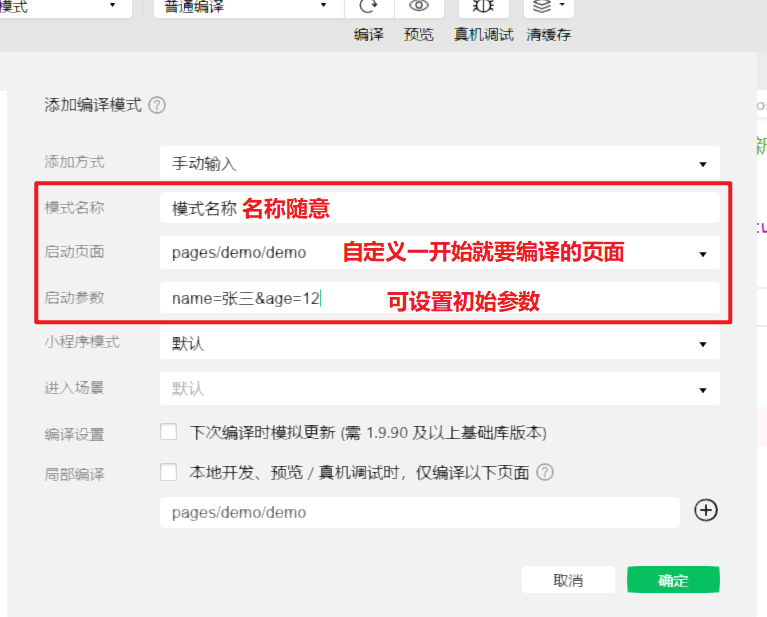 模式 普通编译
编译 预览 真机调试 清缓存
添加编译模式 ?
添加方式 手动输入
模式名称 模式名称 名称随意
启动页面 pages/demo/demo 自定义一开始就要编译的页面
启动参数 name=张三&age=12 可设置初始参数
小程序模式 默认
进入场景 默认
编译设置 下次编译时模拟更新 (需 1.9.90 及以上基础库版本)
局部编译 本地开发、预览 / 真机调试时，仅编译以下页面 ?
pages/demo/demo
取消 确定